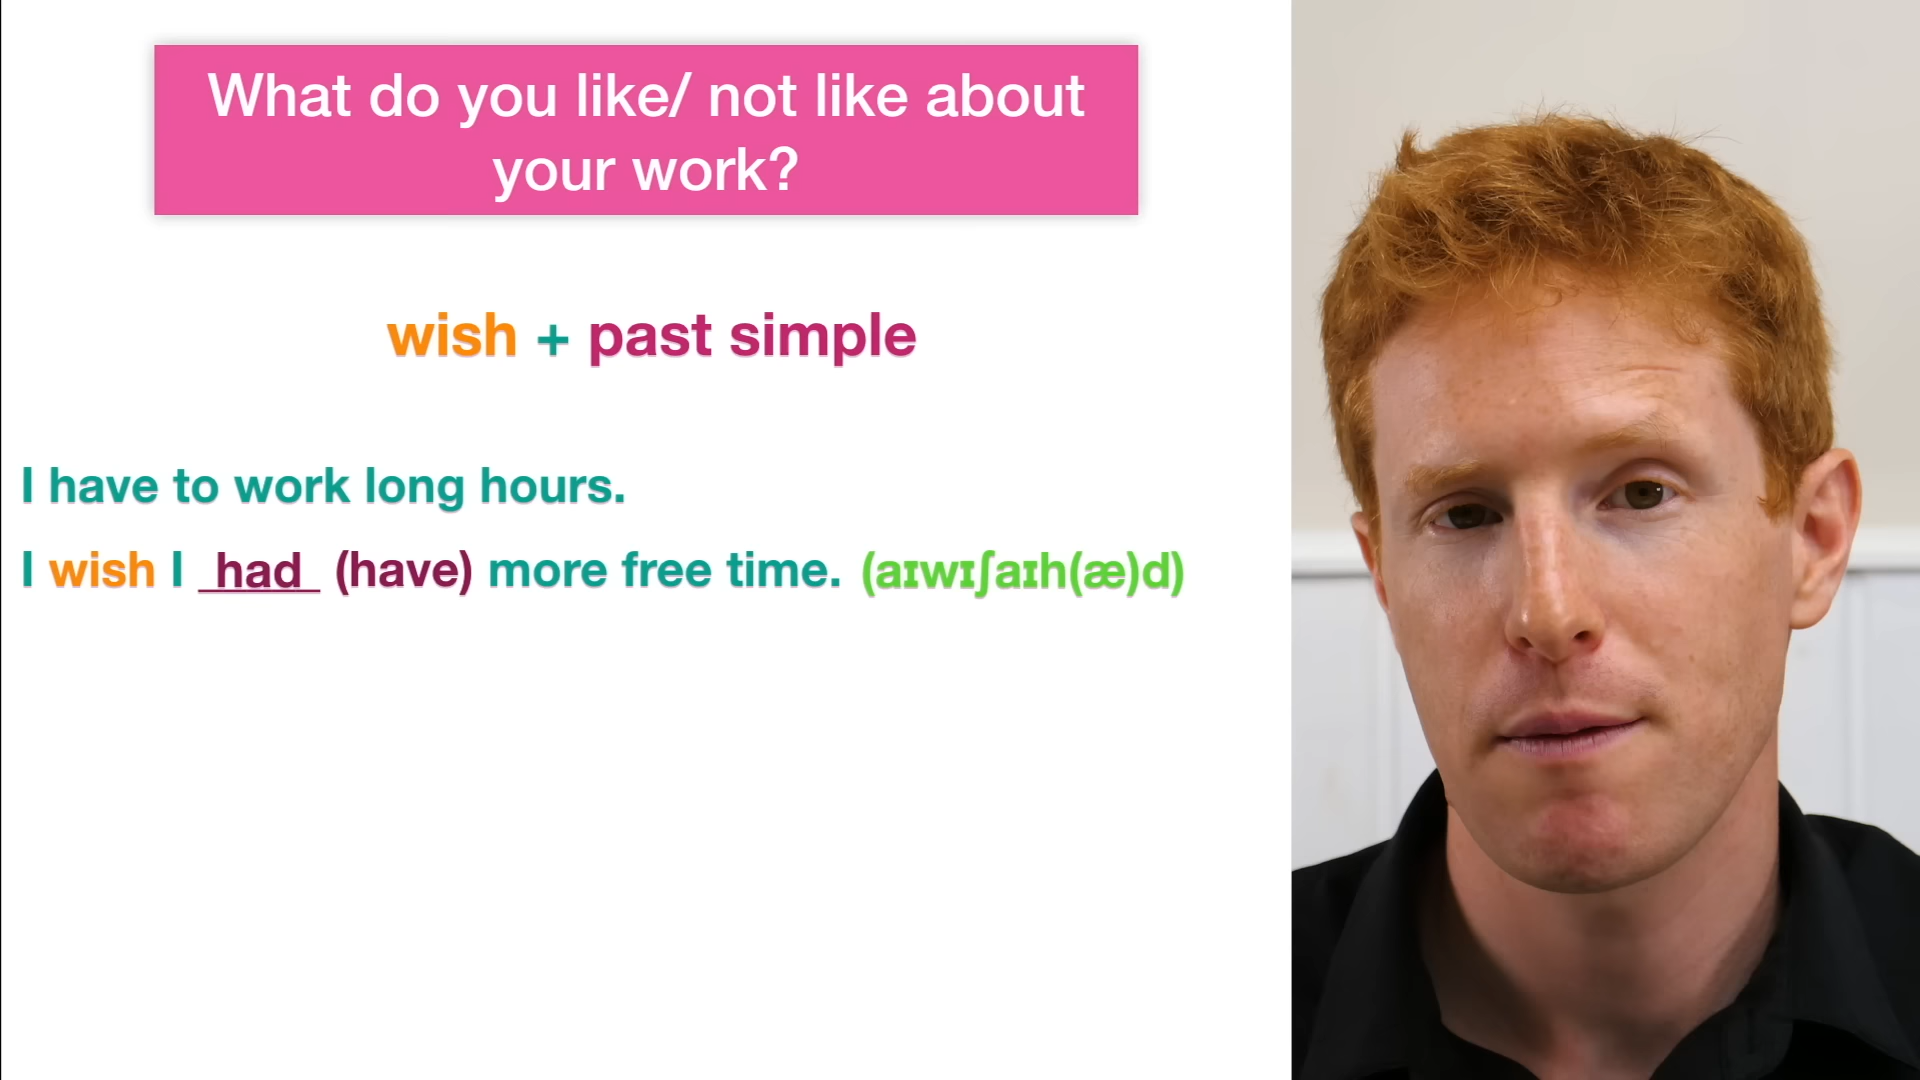 What do you like/ not like about
your work?
wish + past simple
I have to work long hours.
I wish I had (have) more free time. (aɪwɪʃaɪh(æ)d)